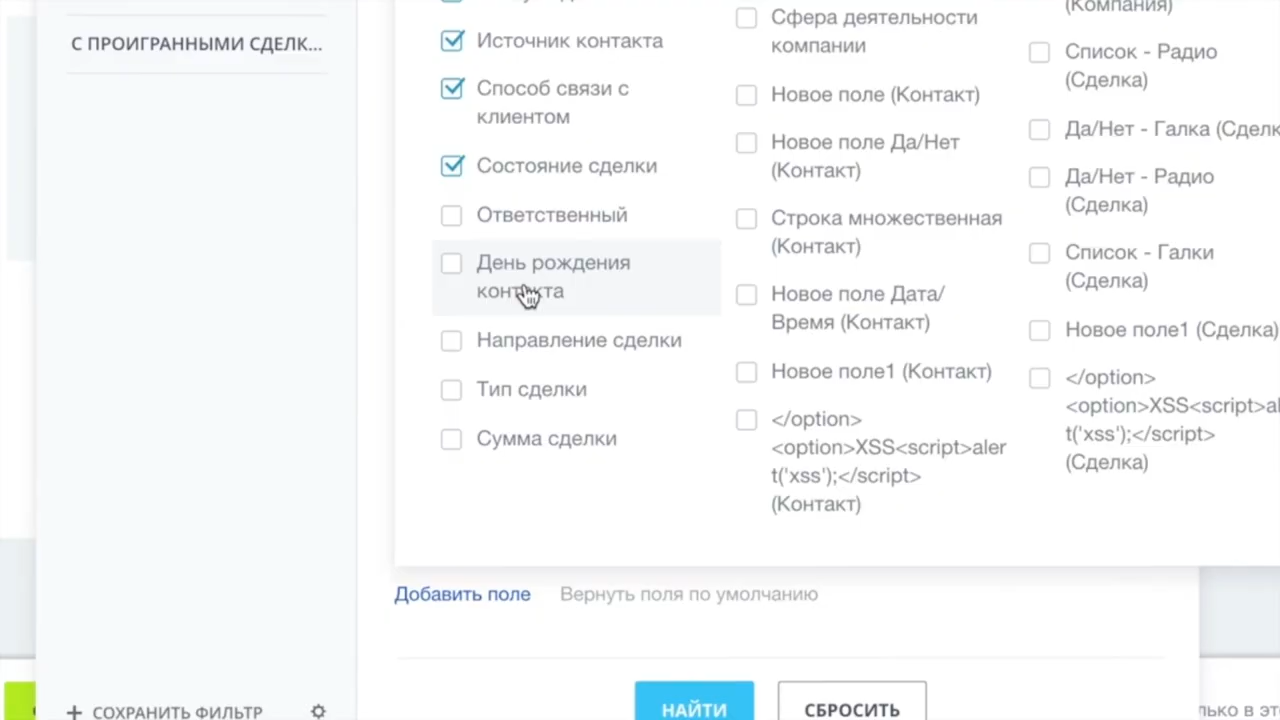 С ПРОИГРАННЫМИ СДЕЛК...
Источник контакта
Способ связи с
клиентом
Состояние сделки
Ответственный
День рождения
контакта
Направление сделки
Тип сделки
Сумма сделки
Сфера деятельности
компании
Новое поле (Контакт)
Новое поле Да/Нет
(Контакт)
Строка множественная
(Контакт)
Новое поле Дата/
Время (Контакт)
Новое поле1 (Контакт)
</option>
<option>XSS<script>aler
t('xss');</script>
(Контакт)
(Компания)
Список - Радио
(Сделка)
Да/Нет - Галка (Сделк
Да/Нет - Радио
(Сделка)
Список - Галки
(Сделка)
Новое поле1 (Сделка)
</option>
<option>XSS<script>al
t('xss');</script>
(Сделка)
Добавить поле Вернуть поля по умолчанию
НАЙТИ СБРОСИТЬ
+ СОХРАНИТЬ ФИЛЬТР